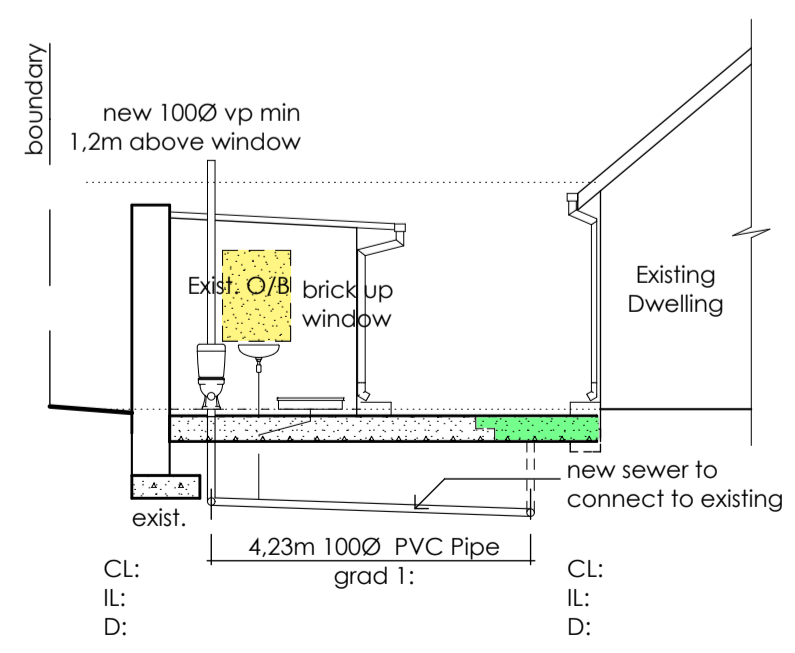 boundary
new 100Ø vp min
1,2m above window
Exist. O/B
brick up
window
Existing
Dwelling
new sewer to
connect to existing
exist.
4,23m 100Ø PVC Pipe
grad 1:
CL:
IL:
D:
CL:
IL:
D: